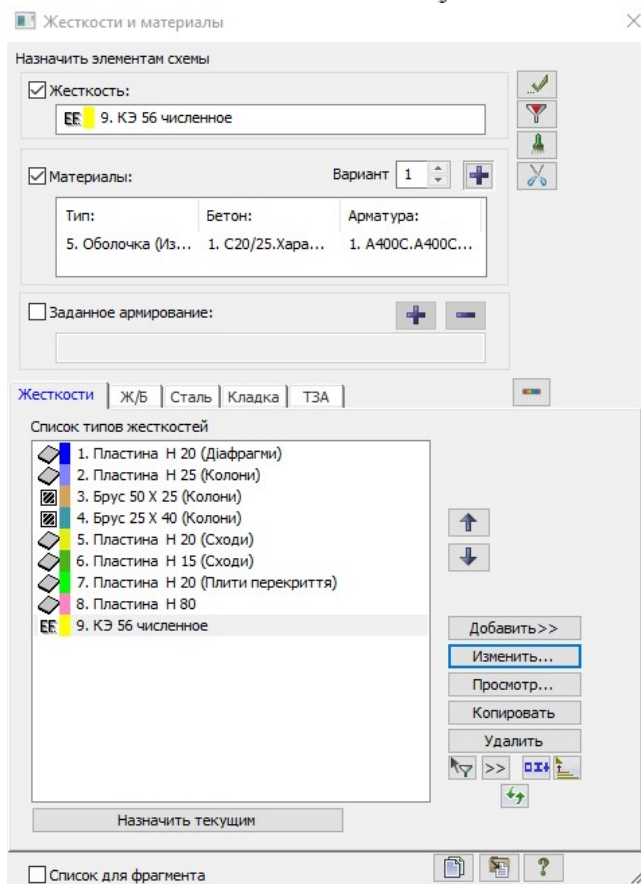 Жесткости и материалы
Назначить элементам схемы
Жесткость:
9. КЭ 56 численное
Материалы:
Вариант 1
Тип: Бетон: Арматура:
5. Оболочка (Из... 1. C20/25.Хара... 1. A400C.A400C...
Заданное армирование:
Жесткости Ж/Б Сталь Кладка ТЗА
Список типов жесткостей
1. Пластина H 20 (Діафрагми)
2. Пластина H 25 (Колони)
3. Брус 50 X 25 (Колони)
4. Брус 25 X 40 (Колони)
5. Пластина H 20 (Сходи)
6. Пластина H 15 (Сходи)
7. Пластина H 20 (Плити перекриття)
8. Пластина H 80
9. КЭ 56 численное
Добавить>>
Изменить...
Просмотр...
Копировать
Удалить
>>
Назначить текущим
Список для фрагмента
?